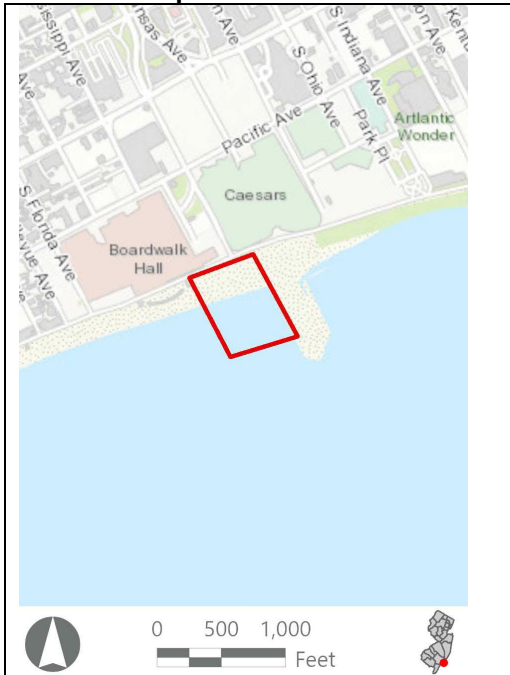 S Ohio Ave
S Indiana Ave
Pacific Ave
Park Pl
Artlantic
Wonder
Caesars
S Florida Ave
Boardwalk
Hall
0 500 1,000
Feet